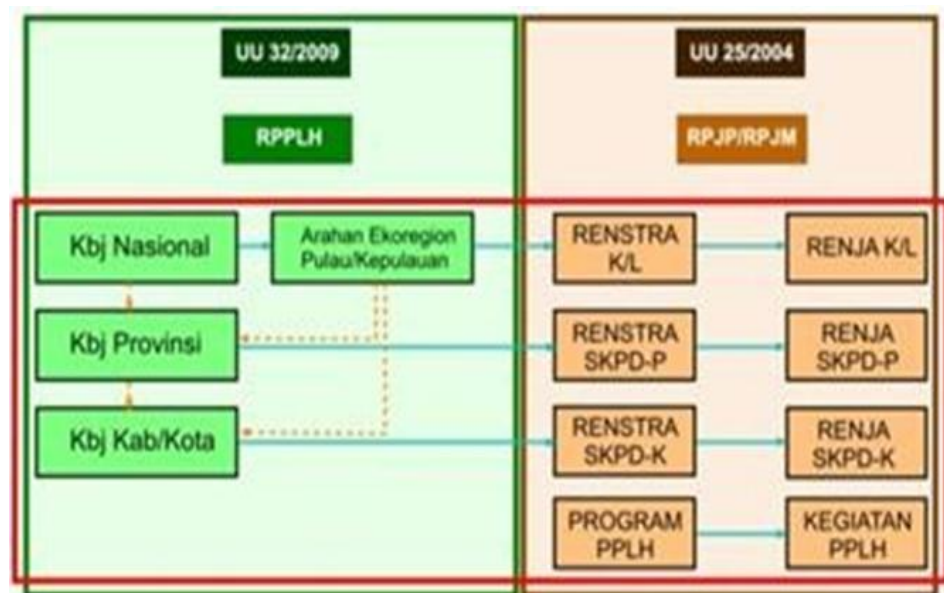 UU 32/2009
UU 25/2004
RPPLH
RPJP/RPJM
Kbj Nasional
Arahan Ekoregion
Pulau/Kepulauan
RENSTRA
K/L
RENJA K/L
Kbj Provinsi
RENSTRA
SKPD-P
RENJA
SKPD-P
Kbj Kab/Kota
RENSTRA
SKPD-K
RENJA
SKPD-K
PROGRAM
PPLH
KEGIATAN
PPLH